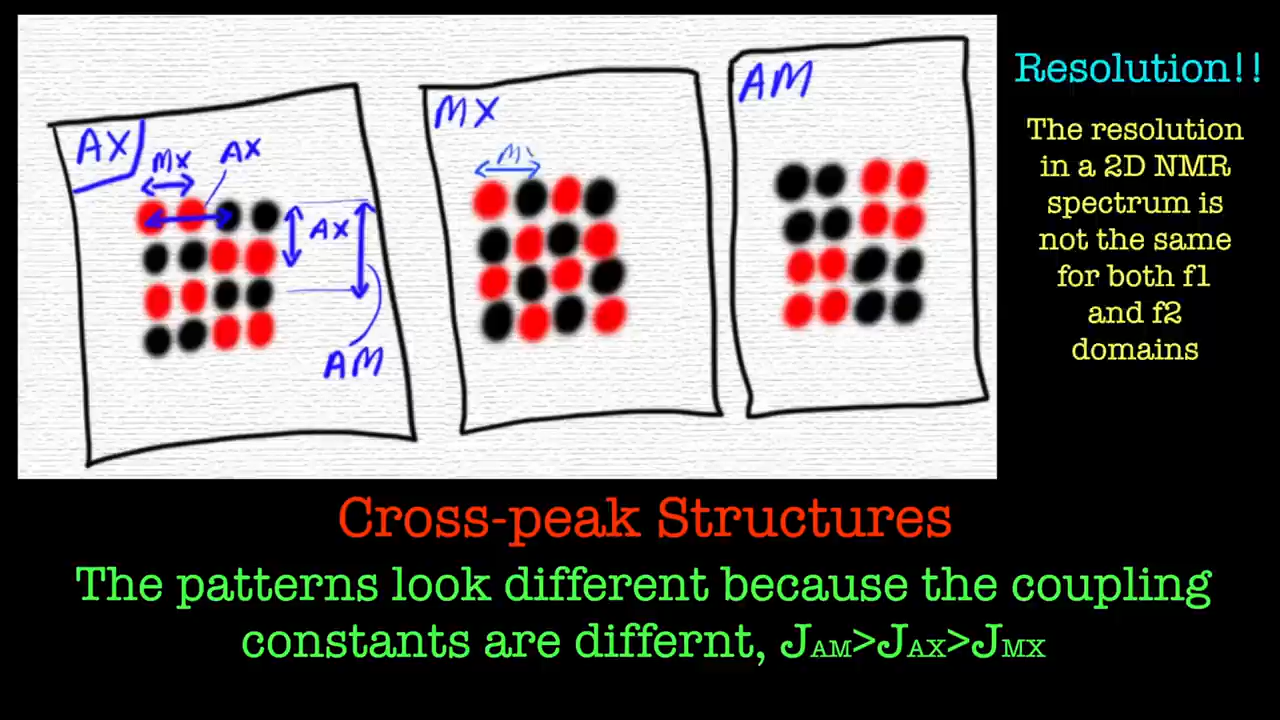 AX
MX
AX
AX
AM
MX
AM
Resolution!!
The resolution
in a 2D NMR
spectrum is
not the same
for both f1
and f2
domains
Cross-peak Structures
The patterns look different because the coupling
constants are differnt, JAM>JAX>JMX